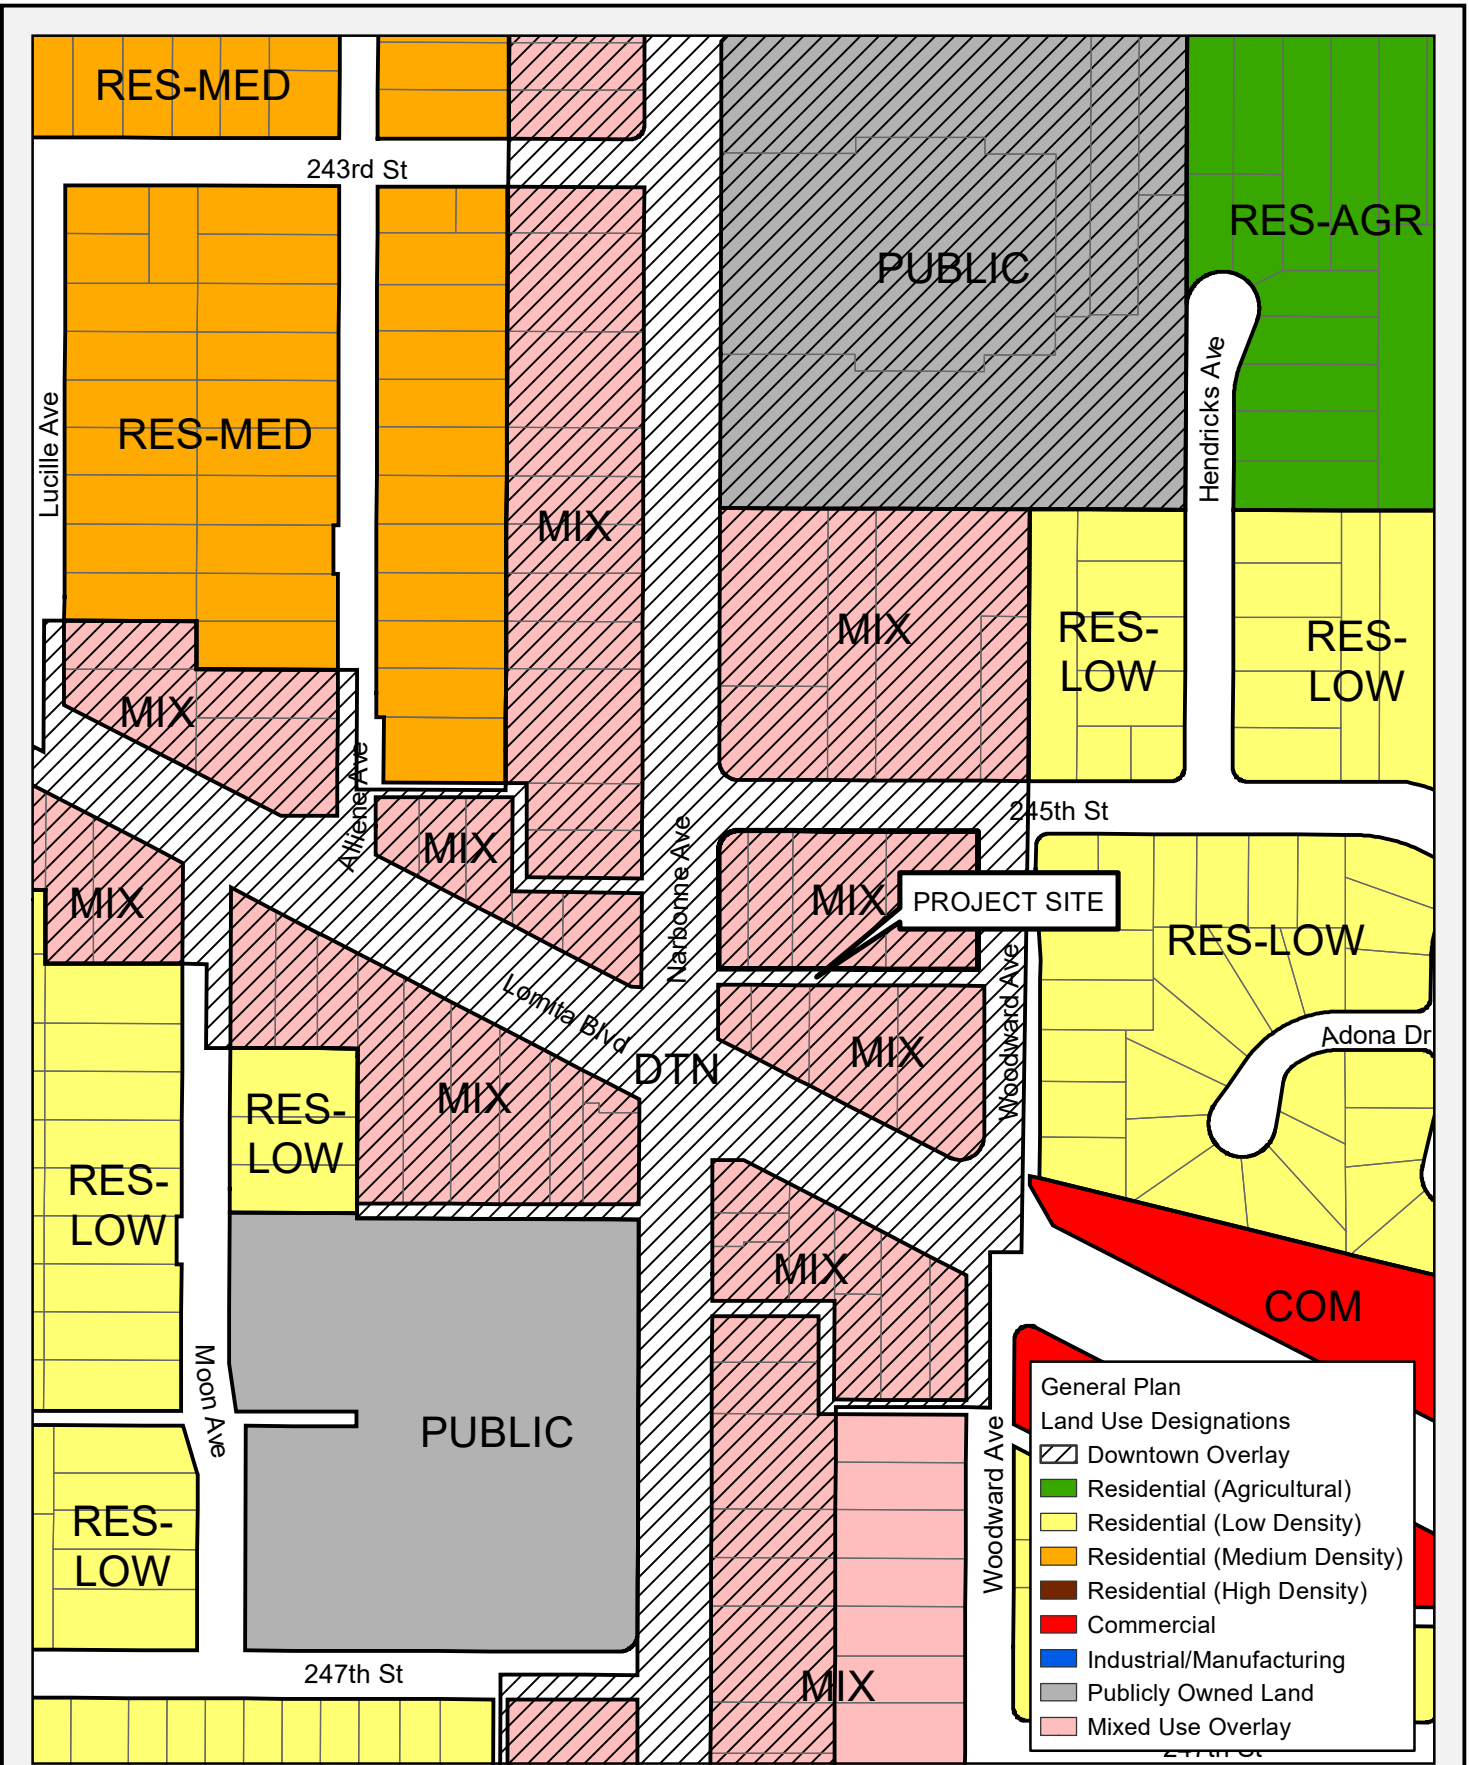 RES-MED
243rd St
RES-AGR
PUBLIC
Hendricks Ave
Lucille Ave
RES-MED
MIX
MIX
RES-
LOW
RES-
LOW
MIX
Alliene Ave
245th St
MIX
Narbonne Ave
MIX
PROJECT SITE
MIX
RES-LOW
Woodward Ave
Lomita Blvd
Adona Dr
DTN
MIX
MIX
RES-
LOW
RES-
LOW
MIX
COM
Moon Ave
PUBLIC
Woodward Ave
RES-
LOW
247th St
MIX
General Plan
Land Use Designations
Downtown Overlay
Residential (Agricultural)
Residential (Low Density)
Residential (Medium Density)
Residential (High Density)
Commercial
Industrial/Manufacturing
Publicly Owned Land
Mixed Use Overlay
247th St